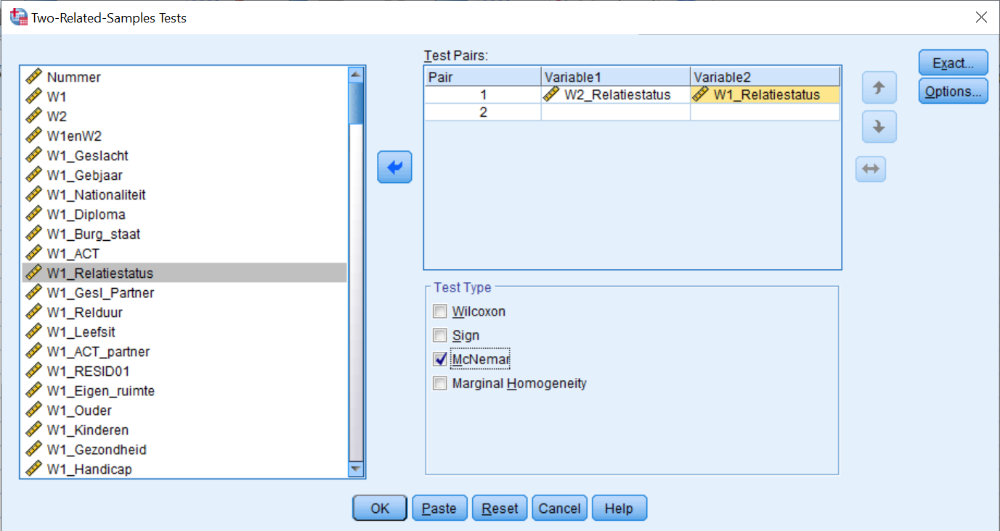 Two-Related-Samples Tests
Nummer
W1
W2
W1enW2
W1_Geslacht
W1_Gebjaar
W1_Nationaliteit
W1_Diploma
W1_Burg_staat
W1_ACT
W1_Relatiestatus
W1_Gesl_Partner
W1_Relduur
W1_Leefsit
W1_ACT_partner
W1_RESID01
W1_Eigen_ruimte
W1_Ouder
W1_Kinderen
W1_Gezondheid
W1_Handicap
Test Pairs:
Pair Variable1 Variable2
1 W2_Relatiestatus W1_Relatiestatus
2
Exact...
Options...
Test Type
Wilcoxon
Sign
McNemar
Marginal Homogeneity
OK Paste Reset Cancel Help